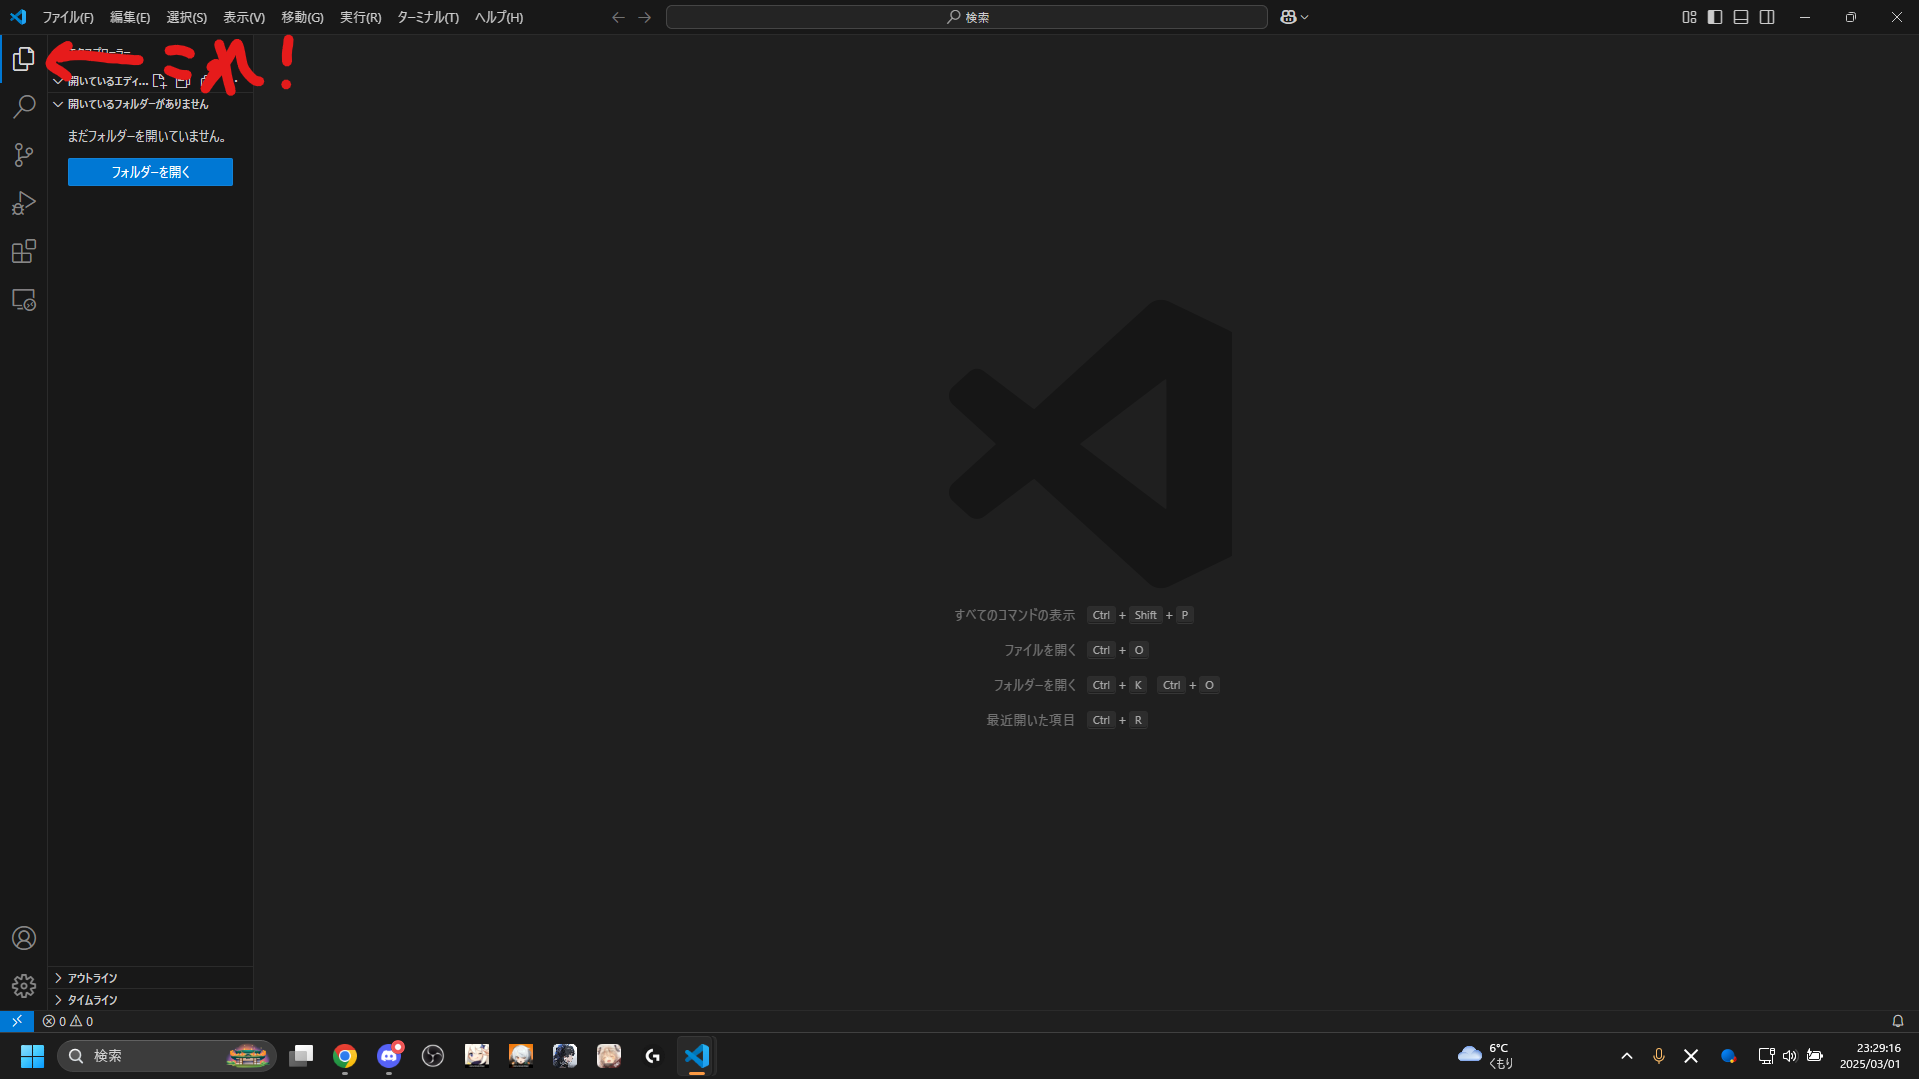 ファイル(F) 編集(E) 選択(S) 表示(V) 移動(G) 実行(R) ターミナル(T) ヘルプ(H) 検索
これ!
開いているエディ...
開いているフォルダーがありません
まだフォルダーを開いていません。
フォルダーを開く
すべてのコマンドの表示 Ctrl + Shift + P
ファイルを開く Ctrl + O
フォルダーを開く Ctrl + K Ctrl + O
最近開いた項目 Ctrl + R
アウトライン
タイムライン
0 0
検索
6°C
くもり
23:29:16
2025/03/01